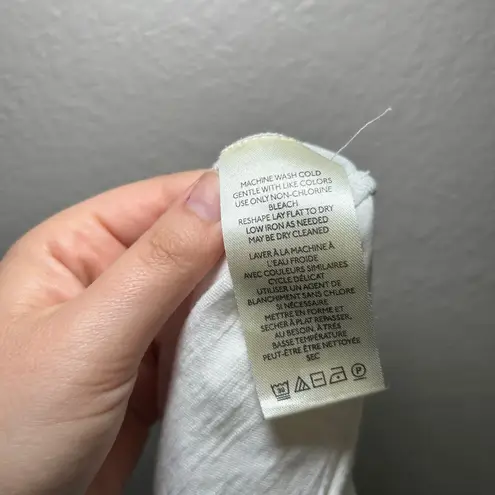 MACHINE WASH COLD
GENTLE WITH LIKE COLORS
USE ONLY NON-CHLORINE
BLEACH.
RESHAPE LAY FLAT TO DRY
LOW IRON AS NEEDED
MAY BE DRY CLEANED
LAVER À LA MACHINE À
L'EAU FROIDE
AVEC COULEURS SIMILAIRES
CYCLE DÉLICAT
UTILISER UN AGENT DE
BLANCHIMENT SANS CHLORE
SI NÉCESSAIRE
METTRE EN FORME ET
SÉCHER À PLAT REPASSER,
AU BESOIN, À TRÈS
BASSE TEMPÉRATURE
PEUT-ÊTRE ÊTRE NETTOYÉE
SEC
30 P